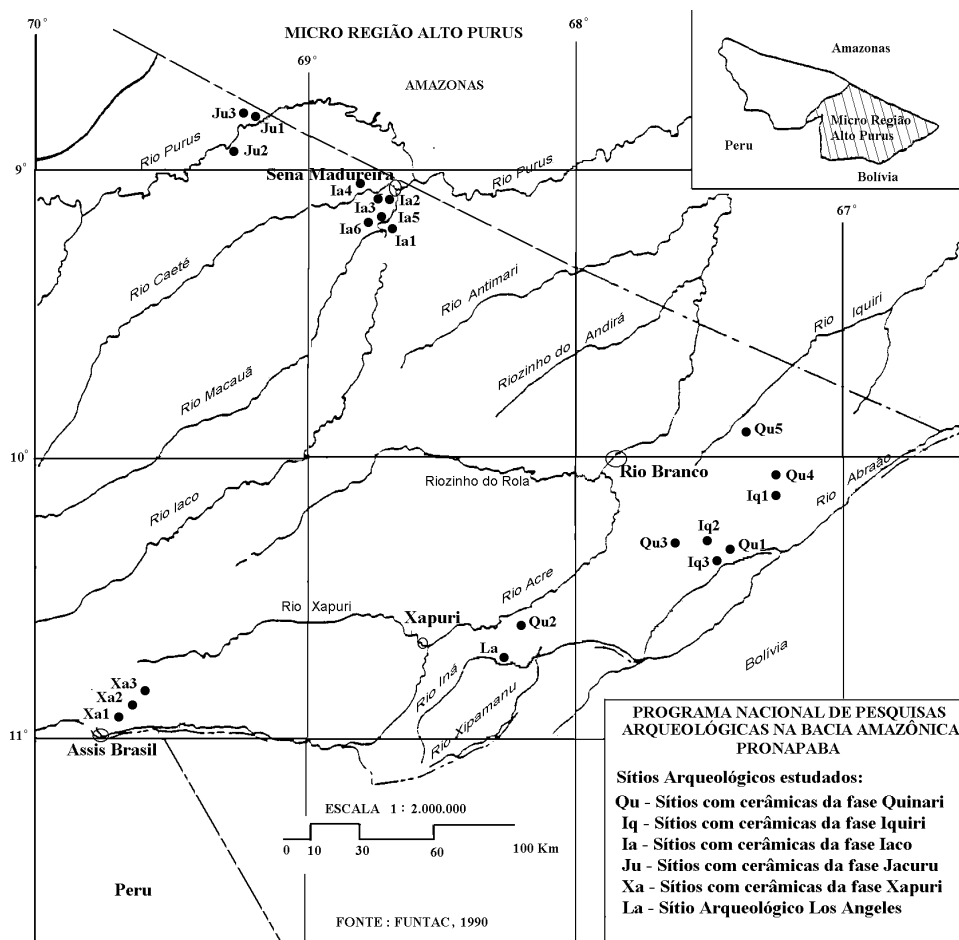 70°
MICRO REGIÃO ALTO PURUS
68°
69°
AMAZONAS
Amazonas
Micro Região
Alto Purus
Peru
Bolívia
Ju3
Ju1
Ju2
Rio Purus
9°
Sena Madureira
Rio Purus
Ia4
Ia3
Ia2
Ia5
Ia6
Ia1
67°
Rio Caeté
Rio Antimari
Riozinho do Andirá
Rio Iquiri
Rio Macauã
Qu5
10°
Rio Branco
Riozinho do Rola
Rio Abraão
Qu4
Iq1
Rio Iaco
Iq2
Qu3
Qu1
Iq3
Rio Acre
Rio Xapuri
Xapuri
Qu2
La
Bolívia
Rio Iná
Rio Xipamanu
Xa3
Xa2
Xa1
11°
Assis Brasil
PROGRAMA NACIONAL DE PESQUISAS
ARQUEOLÓGICAS NA BACIA AMAZÔNICA
PRONAPABA
Sítios Arqueológicos estudados:
Qu - Sítios com cerâmicas da fase Quinari
Iq - Sítios com cerâmicas da fase Iquiri
Ia - Sítios com cerâmicas da fase Iaco
Ju - Sítios com cerâmicas da fase Jacuru
Xa - Sítios com cerâmicas da fase Xapuri
La - Sítio Arqueológico Los Angeles
ESCALA 1 : 2.000.000
0 10 30 60 100 Km
Peru
FONTE : FUNTAC, 1990